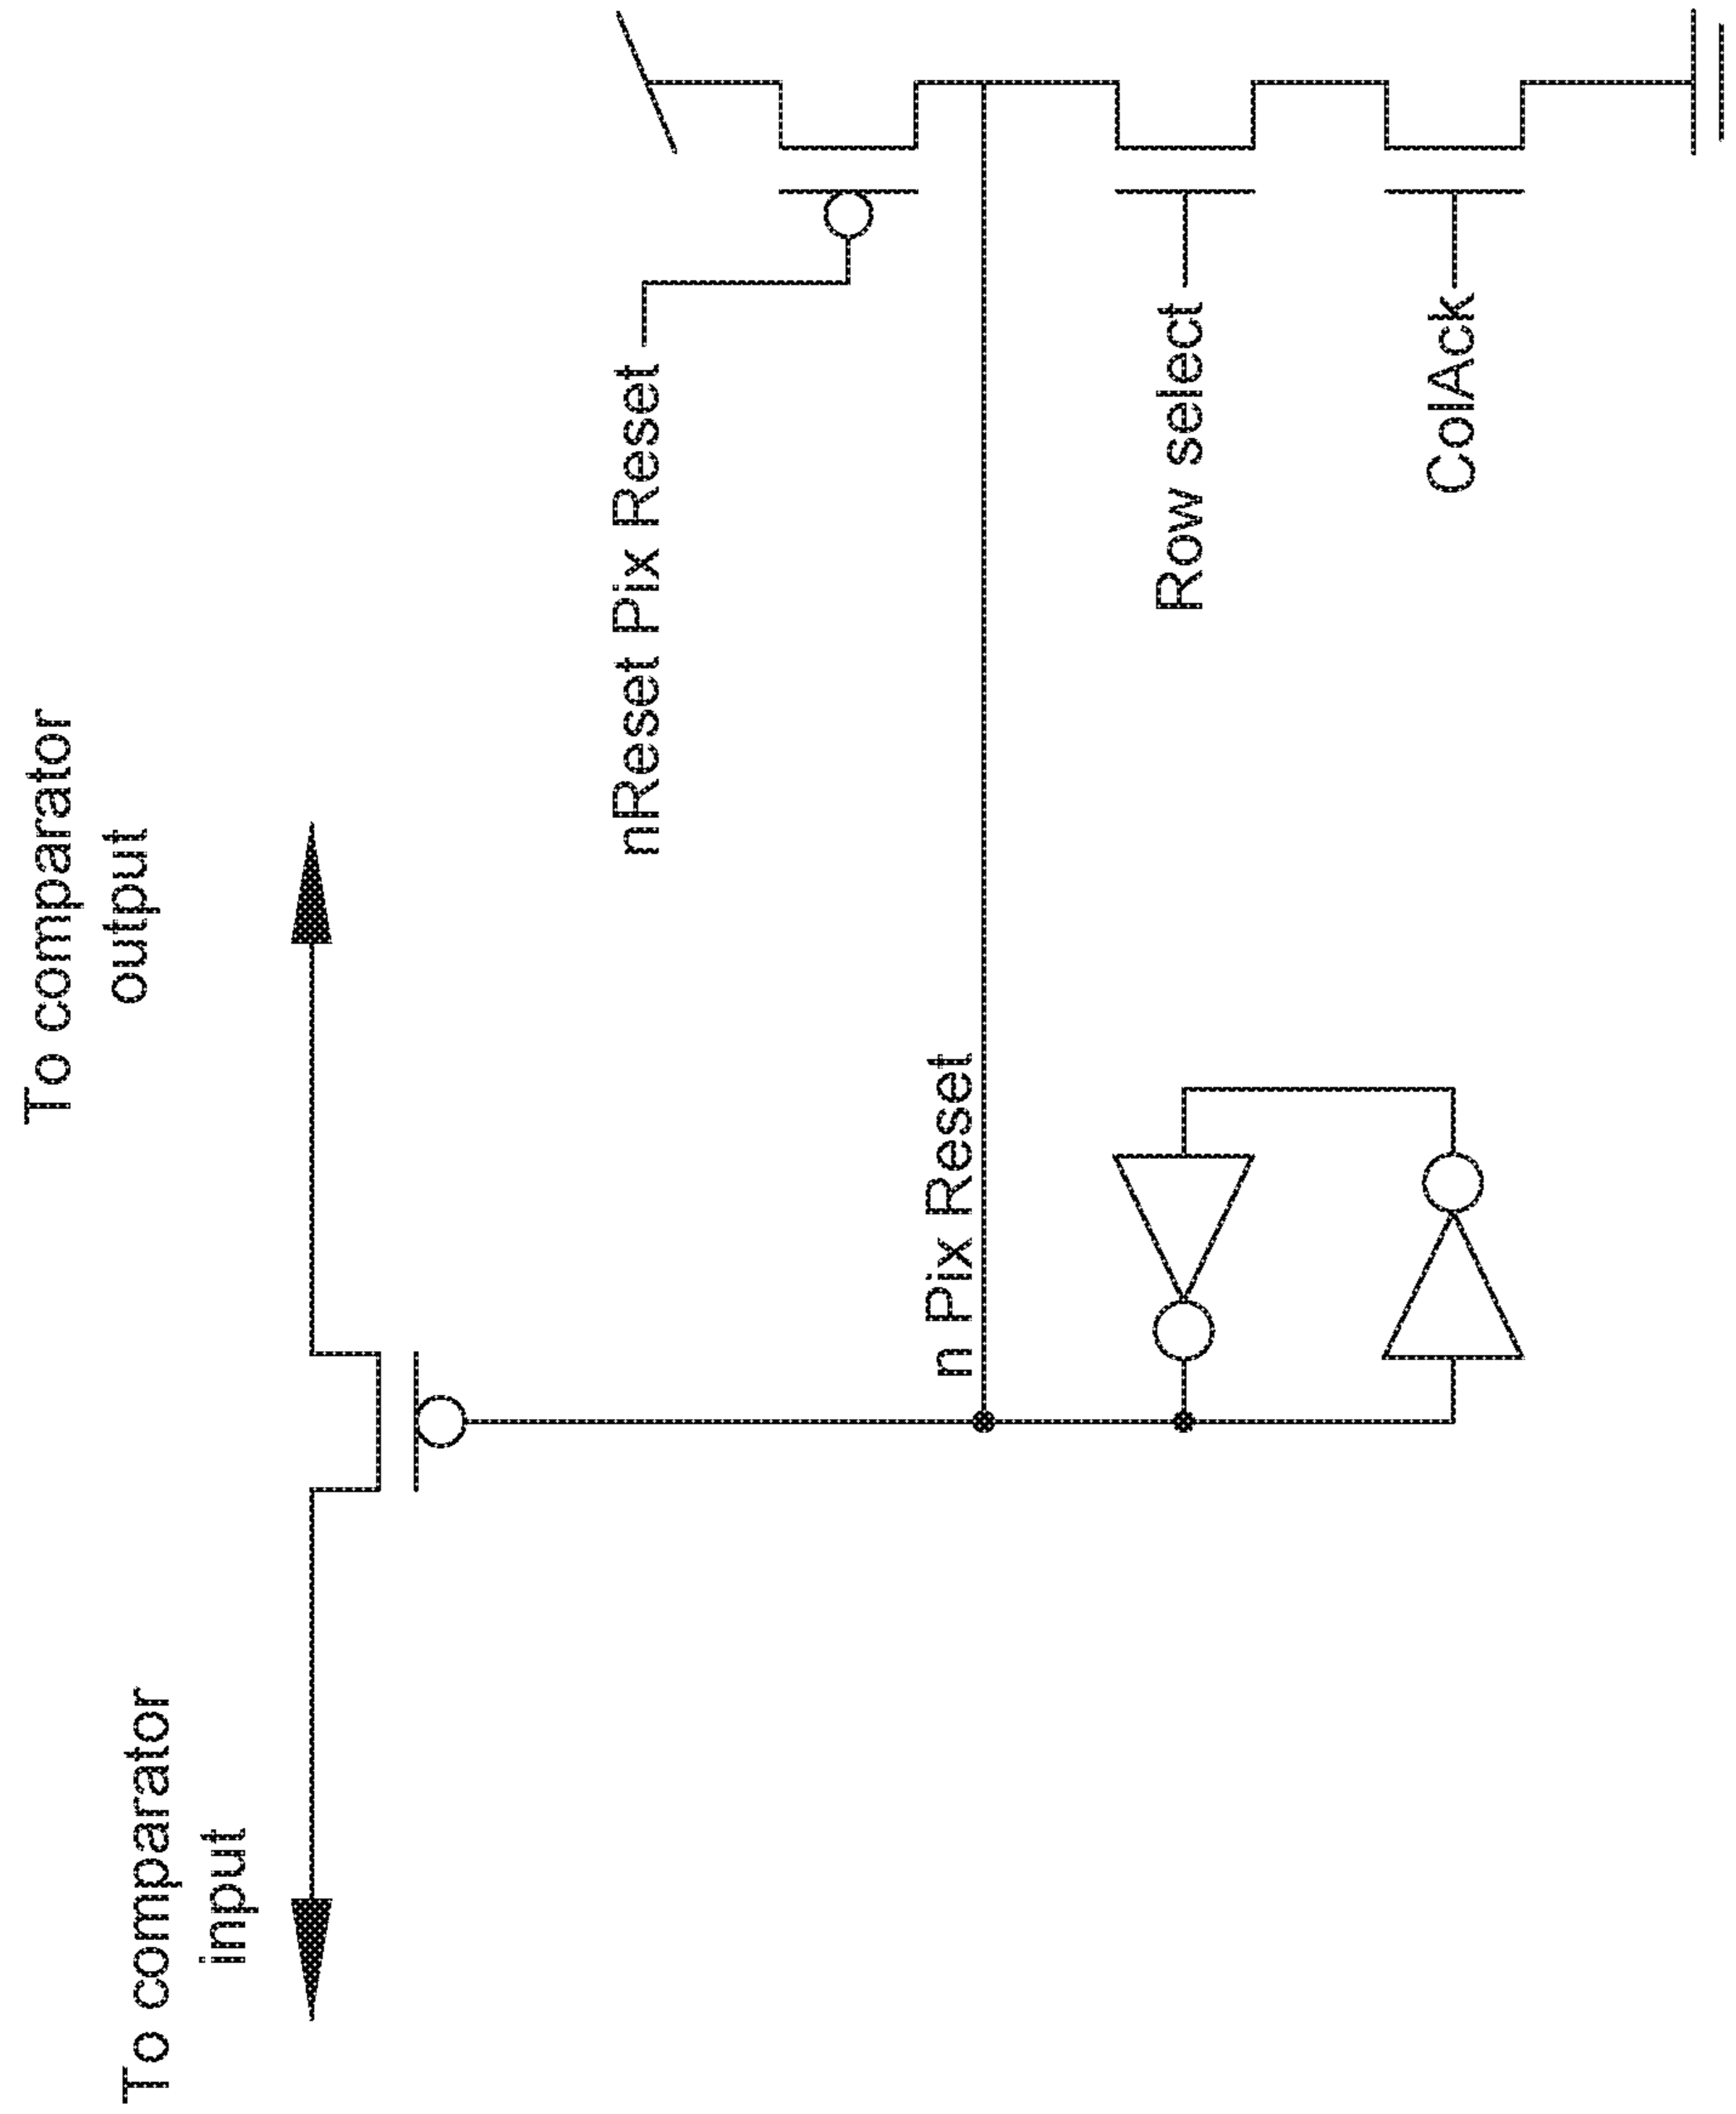 To comparator
output
To comparator
input
nReset Pix Reset
n Pix Reset
Row select
ColAck